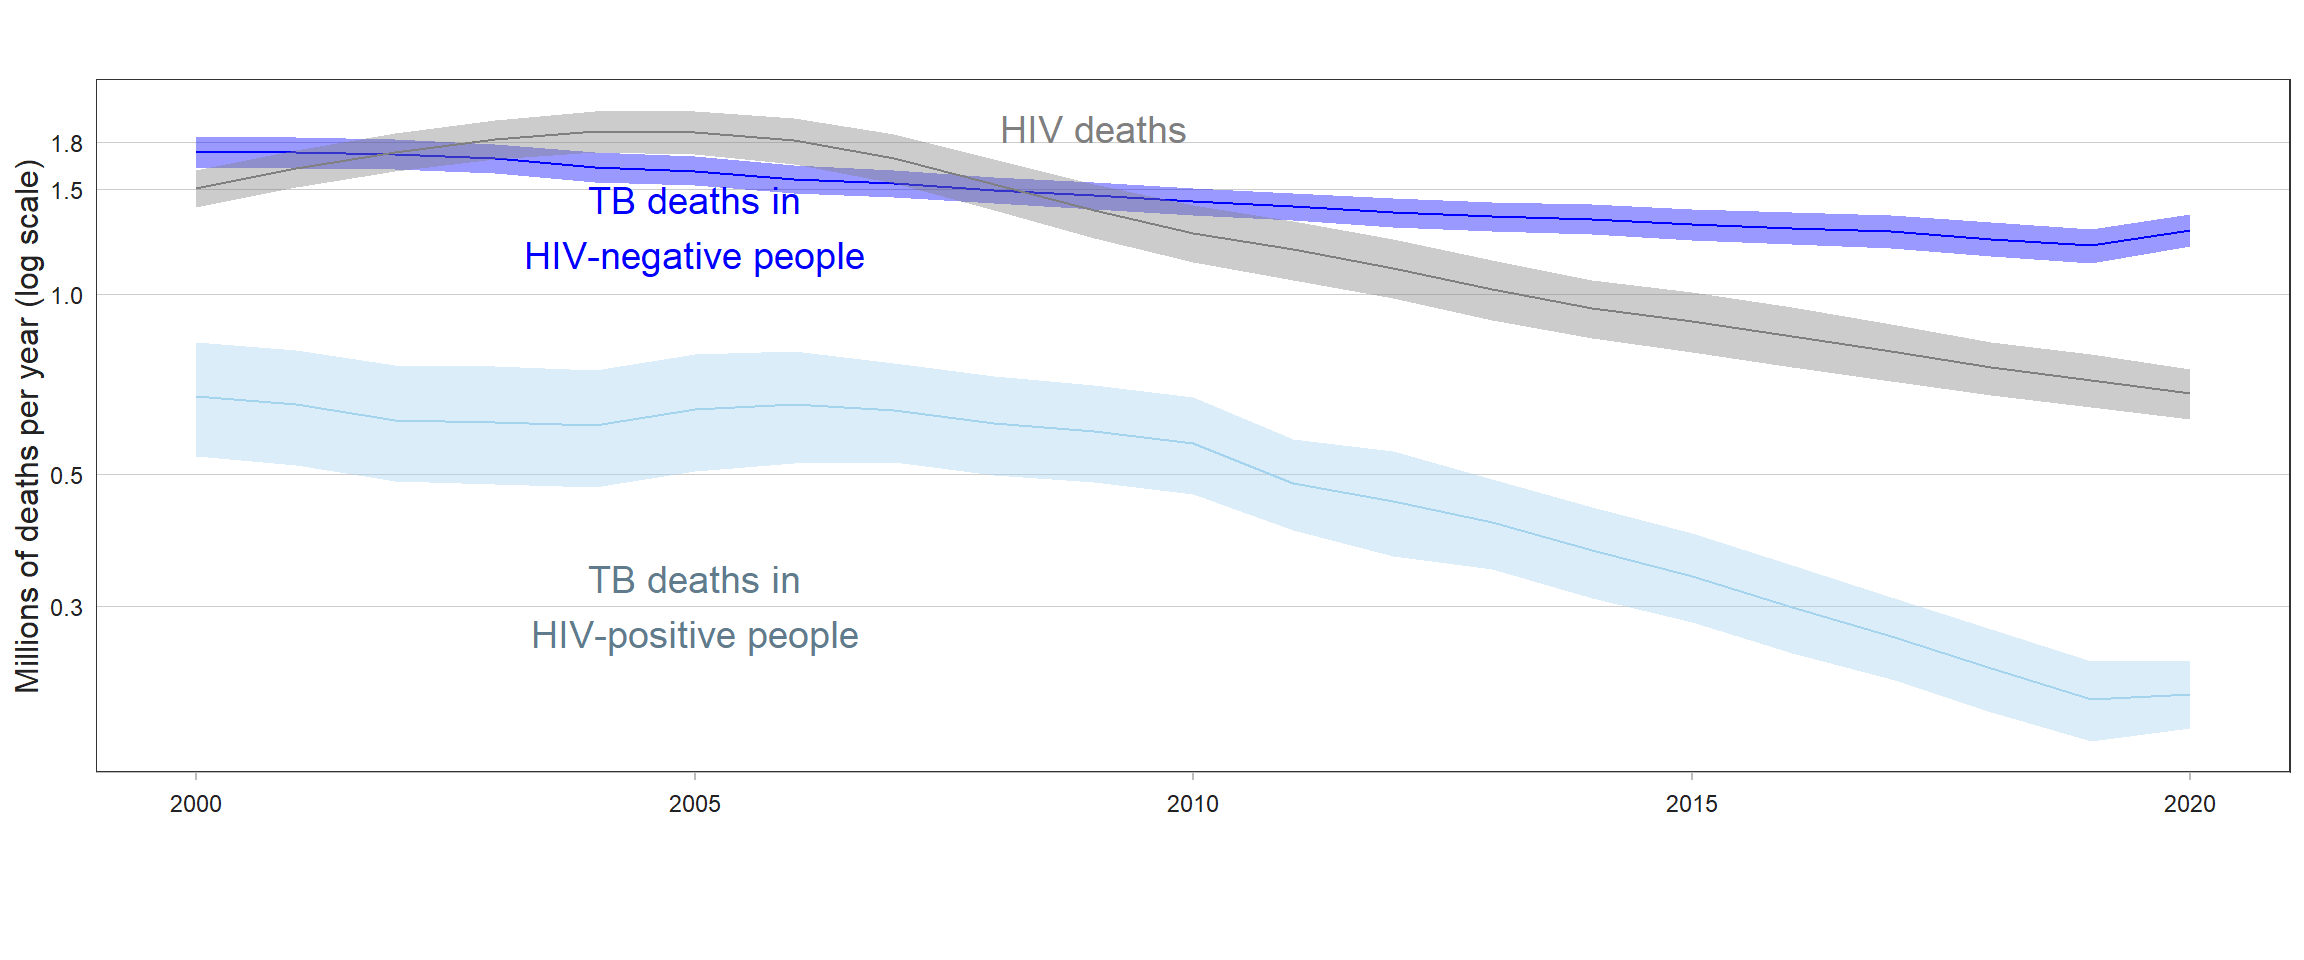 Millions of deaths per year (log scale)
1.8
1.5
1.0
0.5
0.3
HIV deaths
TB deaths in
HIV-negative people
TB deaths in
HIV-positive people
2000
2005
2010
2015
2020